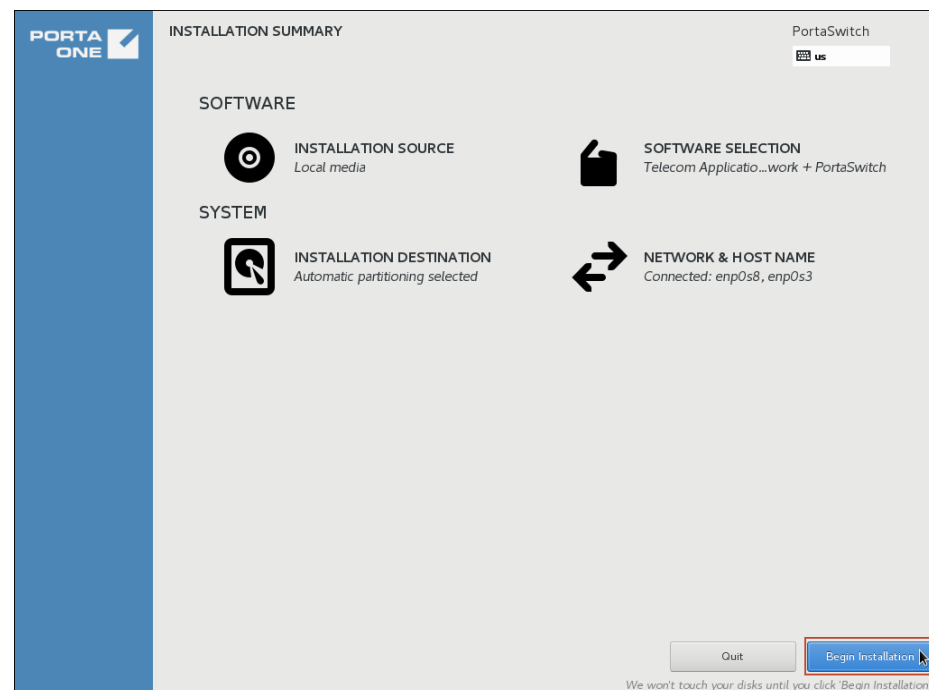 PORTA
ONE
INSTALLATION SUMMARY
PortaSwitch
us
SOFTWARE
INSTALLATION SOURCE
Local media
SOFTWARE SELECTION
Telecom Applicatio...work + PortaSwitch
SYSTEM
INSTALLATION DESTINATION
Automatic partitioning selected
NETWORK & HOST NAME
Connected: enp0s8, enp0s3
Quit
Begin Installation
We won't touch your disks until you click 'Begin Installation